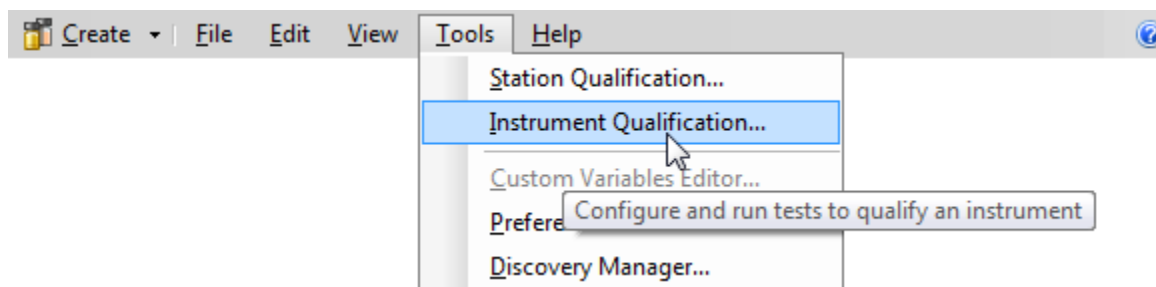 Create File Edit View Tools Help
Station Qualification...
Instrument Qualification...
Custom Variables Editor...
Configure and run tests to qualify an instrument
Discovery Manager...